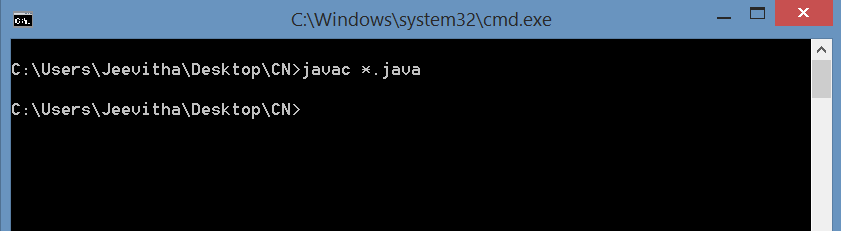 C:\Windows\system32\cmd.exe
C:\Users\Jeevitha\Desktop\CN>javac *.java
C:\Users\Jeevitha\Desktop\CN>